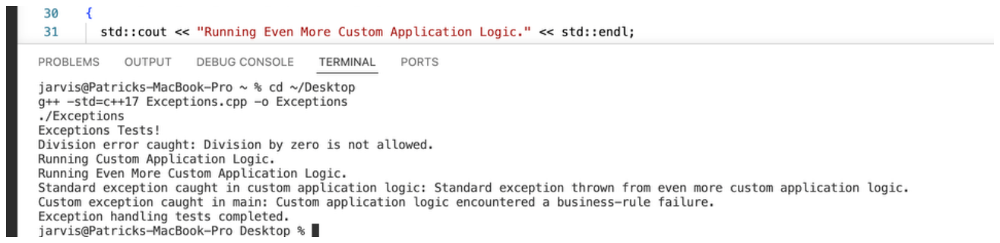 30 {
31 std::cout << "Running Even More Custom Application Logic." << std::endl;
PROBLEMS OUTPUT DEBUG CONSOLE TERMINAL PORTS
jarvis@Patricks-MacBook-Pro ~ % cd ~/Desktop
g++ -std=c++17 Exceptions.cpp -o Exceptions
./Exceptions
Exceptions Tests!
Division error caught: Division by zero is not allowed.
Running Custom Application Logic.
Running Even More Custom Application Logic.
Standard exception caught in custom application logic: Standard exception thrown from even more custom application logic.
Custom exception caught in main: Custom application logic encountered a business-rule failure.
Exception handling tests completed.
jarvis@Patricks-MacBook-Pro Desktop %